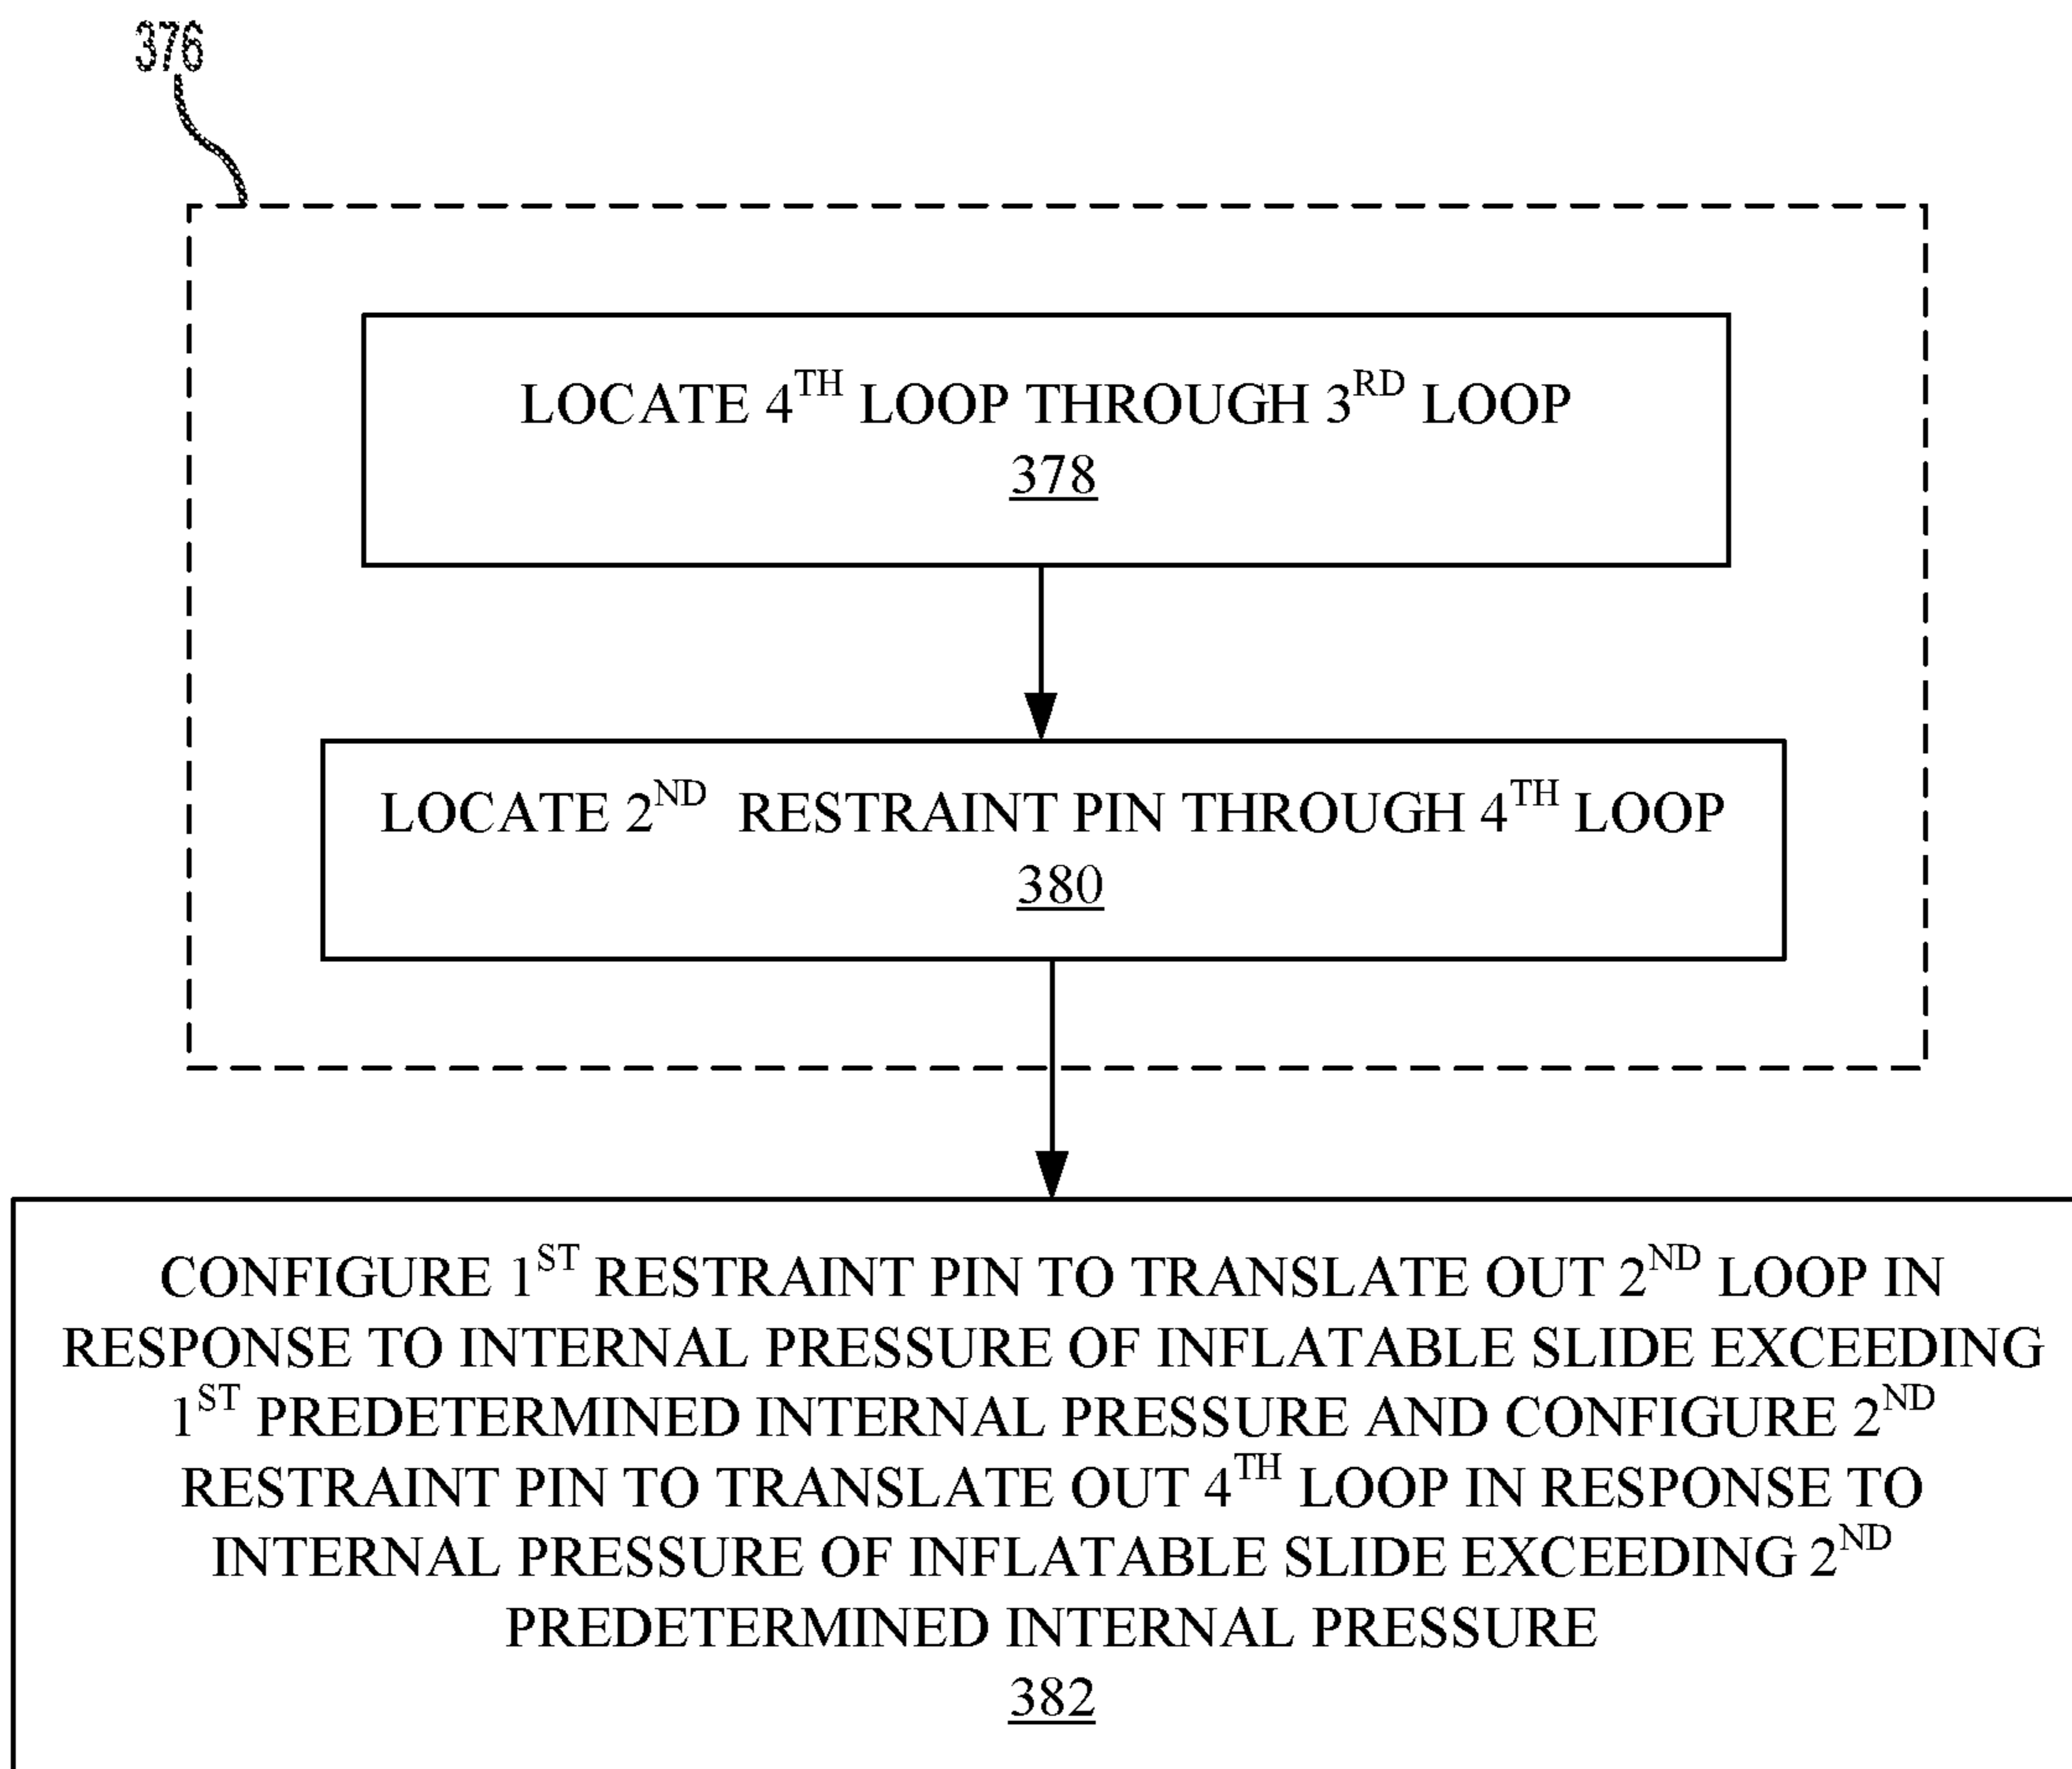 376
LOCATE 4TH LOOP THROUGH 3RD LOOP
378
LOCATE 2ND RESTRAINT PIN THROUGH 4TH LOOP
380
CONFIGURE 1ST RESTRAINT PIN TO TRANSLATE OUT 2ND LOOP IN
RESPONSE TO INTERNAL PRESSURE OF INFLATABLE SLIDE EXCEEDING
1ST PREDETERMINED INTERNAL PRESSURE AND CONFIGURE 2ND
RESTRAINT PIN TO TRANSLATE OUT 4TH LOOP IN RESPONSE TO
INTERNAL PRESSURE OF INFLATABLE SLIDE EXCEEDING 2ND
PREDETERMINED INTERNAL PRESSURE
382